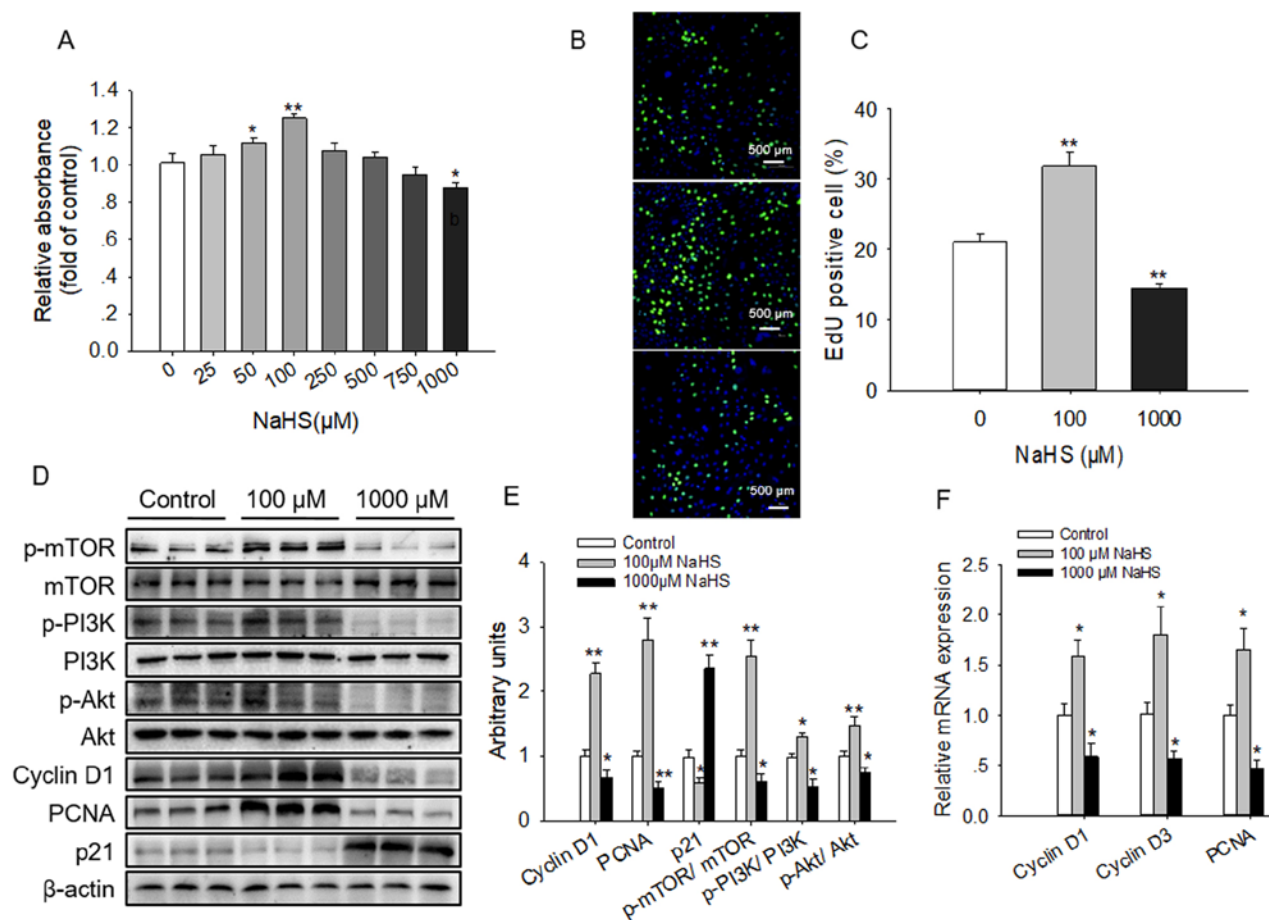 A
Relative absorbance
(fold of control)
1.4
1.2
1.0
.8
.6
.4
.2
0.0
*
**
*
b
0
25
50
100
250
500
750
1000
NaHS(µM)
B
500 µm
500 µm
500 µm
C
EdU positive cell (%)
40
30
20
10
0
**
**
0
100
1000
NaHS (µM)
D
Control
100 µM
1000 µM
p-mTOR
mTOR
p-PI3K
PI3K
p-Akt
Akt
Cyclin D1
PCNA
p21
β-actin
E
Control
100µM NaHS
1000µM NaHS
Arbitrary units
4
3
2
1
0
**
*
**
**
*
**
**
*
*
*
**
*
Cyclin D1
PCNA
p21
p-mTOR/ mTOR
p-PI3K/ PI3K
p-Akt/ Akt
F
Control
100 µM NaHS
1000 µM NaHS
Relative mRNA expression
2.5
2.0
1.5
1.0
.5
0.0
*
*
*
*
*
*
Cyclin D1
Cyclin D3
PCNA